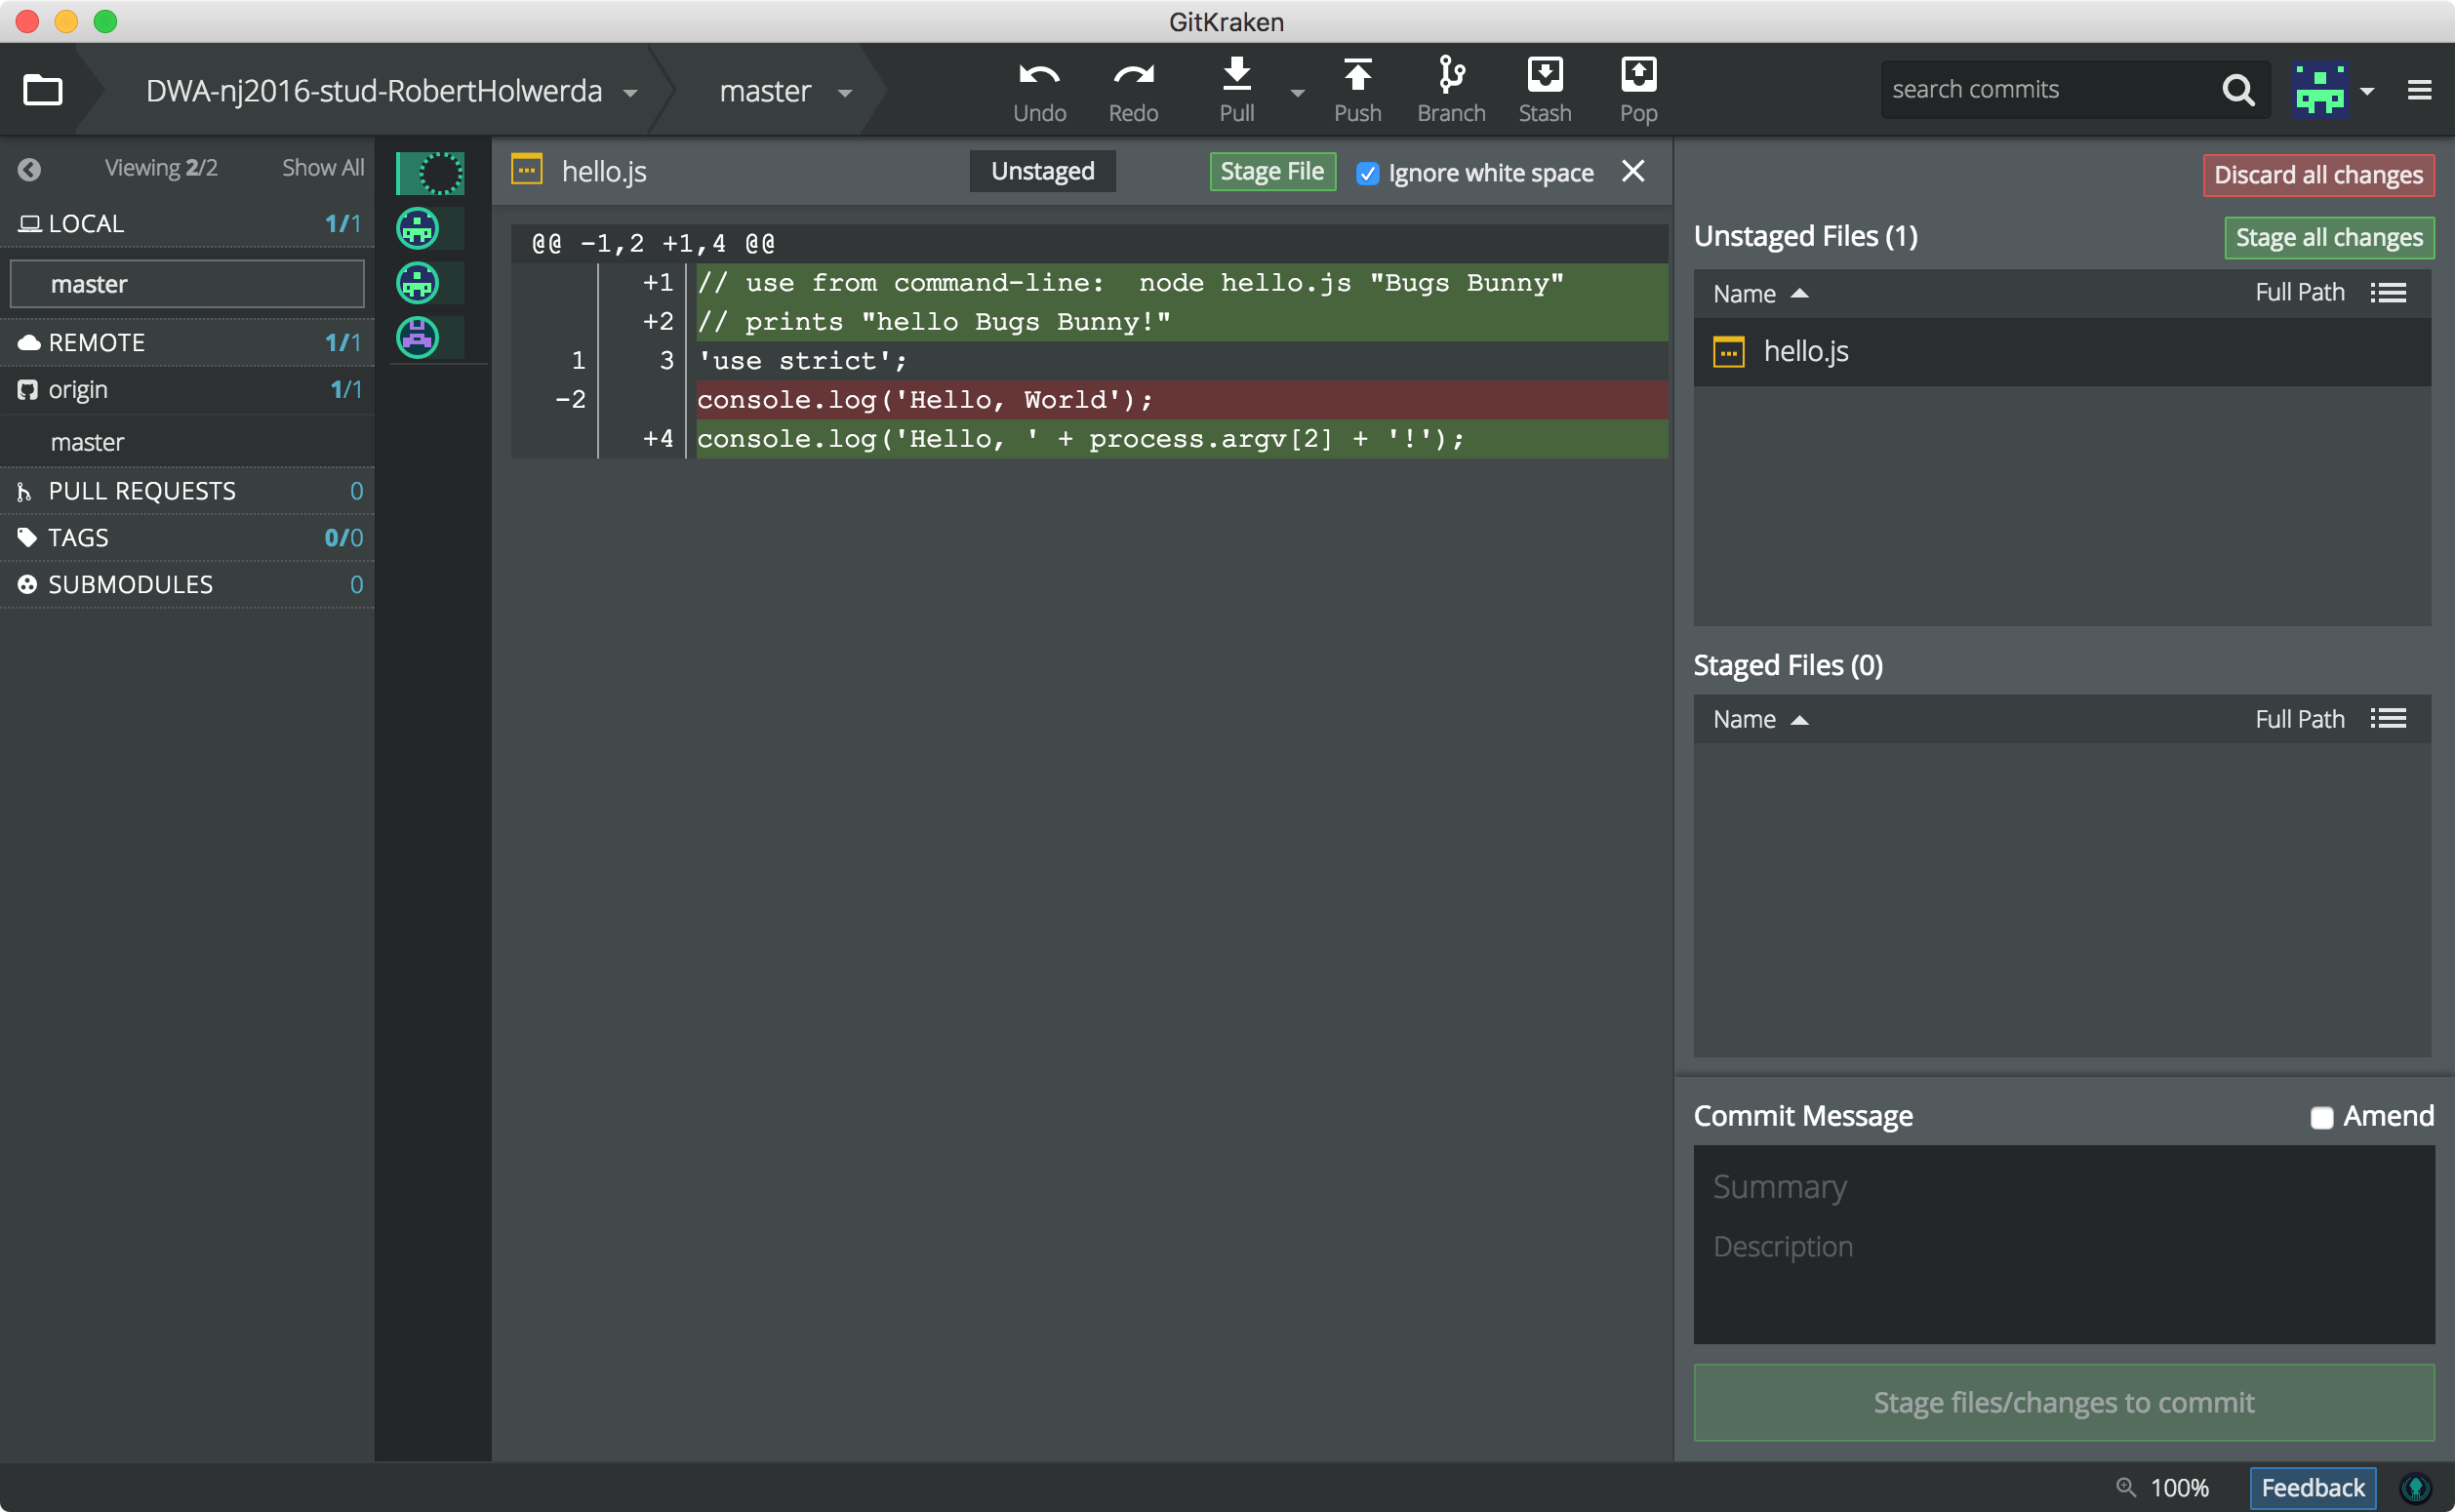 GitKraken
DWA-nj2016-stud-RobertHolwerda
master
Undo
Redo
Pull
Push
Branch
Stash
Pop
search commits
Viewing 2/2
Show All
LOCAL 1/1
master
REMOTE 1/1
origin 1/1
master
PULL REQUESTS 0
TAGS 0/0
SUBMODULES 0
hello.js
Unstaged
Stage File
Ignore white space
@@ -1,2 +1,4 @@
+1 // use from command-line:  node hello.js "Bugs Bunny"
+2 // prints "hello Bugs Bunny!"
1 3 'use strict';
-2 console.log('Hello, World');
+4 console.log('Hello, ' + process.argv[2] + '!');
Discard all changes
Unstaged Files (1)
Stage all changes
Name
Full Path
hello.js
Staged Files (0)
Name
Full Path
Commit Message
Amend
Summary
Description
Stage files/changes to commit
100%
Feedback